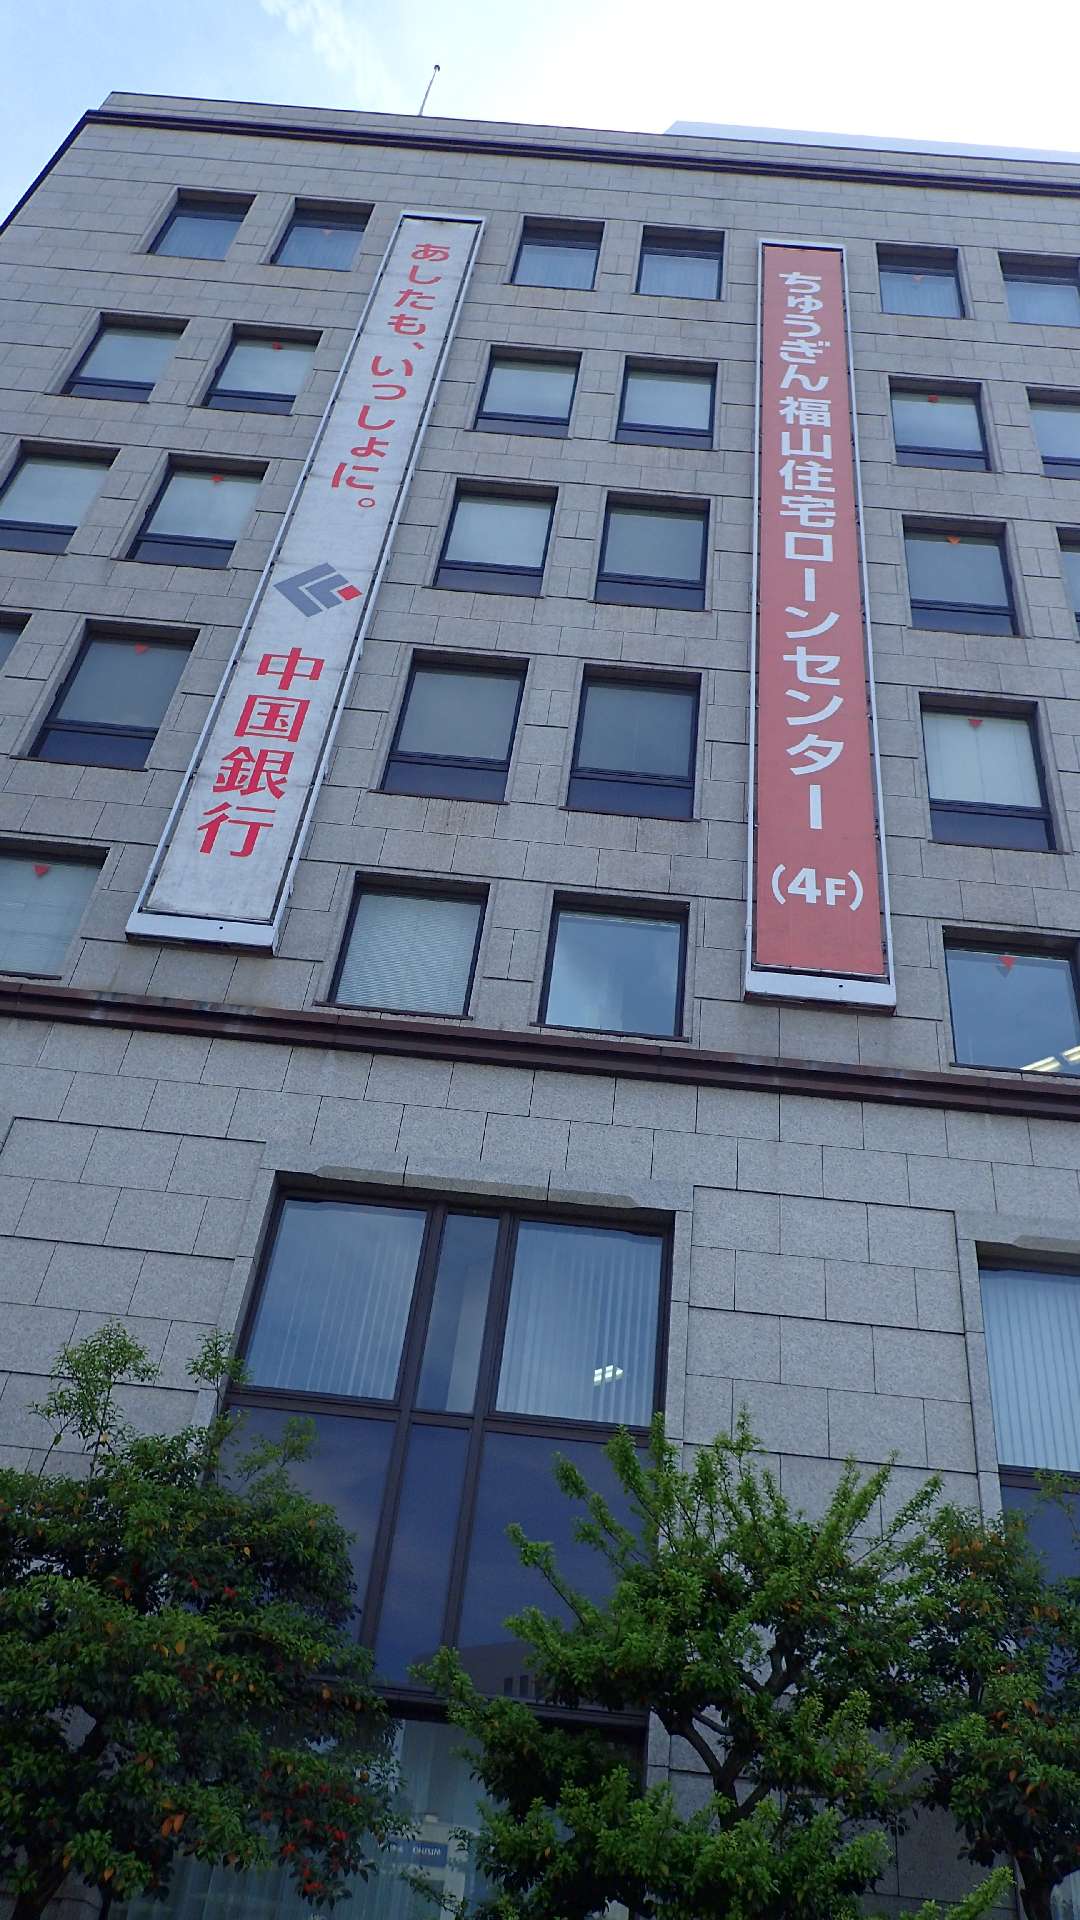 あしたも、いっしょに。
中国銀行
ちゅうぎん福山住宅ローンセンター
(4F)